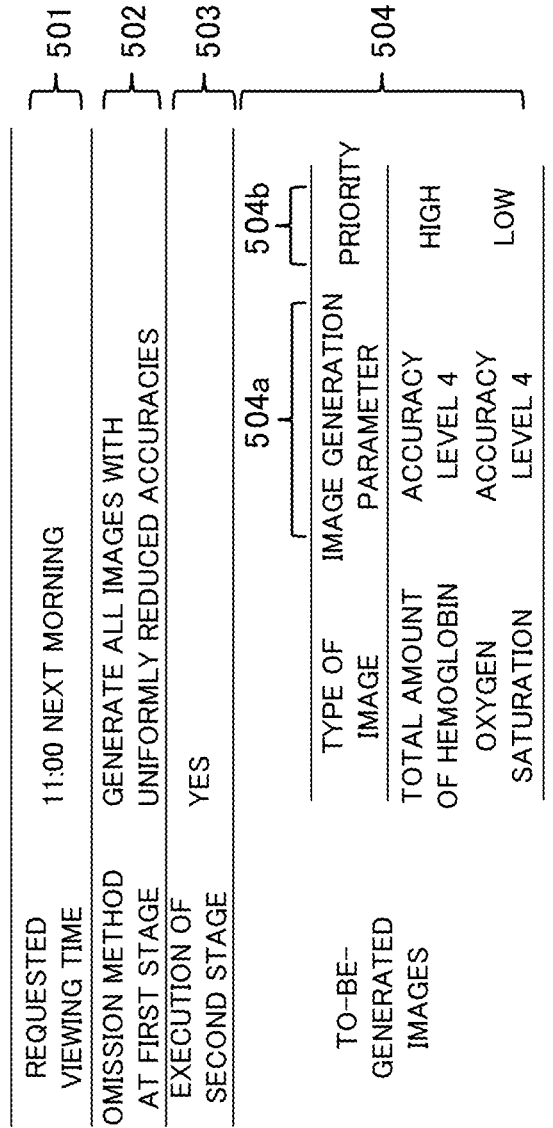 REQUESTED
VIEWING TIME
11:00 NEXT MORNING
501
OMISSION METHOD
AT FIRST STAGE
GENERATE ALL IMAGES WITH
UNIFORMLY REDUCED ACCURACIES
502
EXECUTION OF
SECOND STAGE
YES
503
TO-BE-
GENERATED
IMAGES
504a
504b
504
TYPE OF
IMAGE
IMAGE GENERATION
PARAMETER
PRIORITY
TOTAL AMOUNT
OF HEMOGLOBIN
ACCURACY
LEVEL 4
HIGH
OXYGEN
SATURATION
ACCURACY
LEVEL 4
LOW